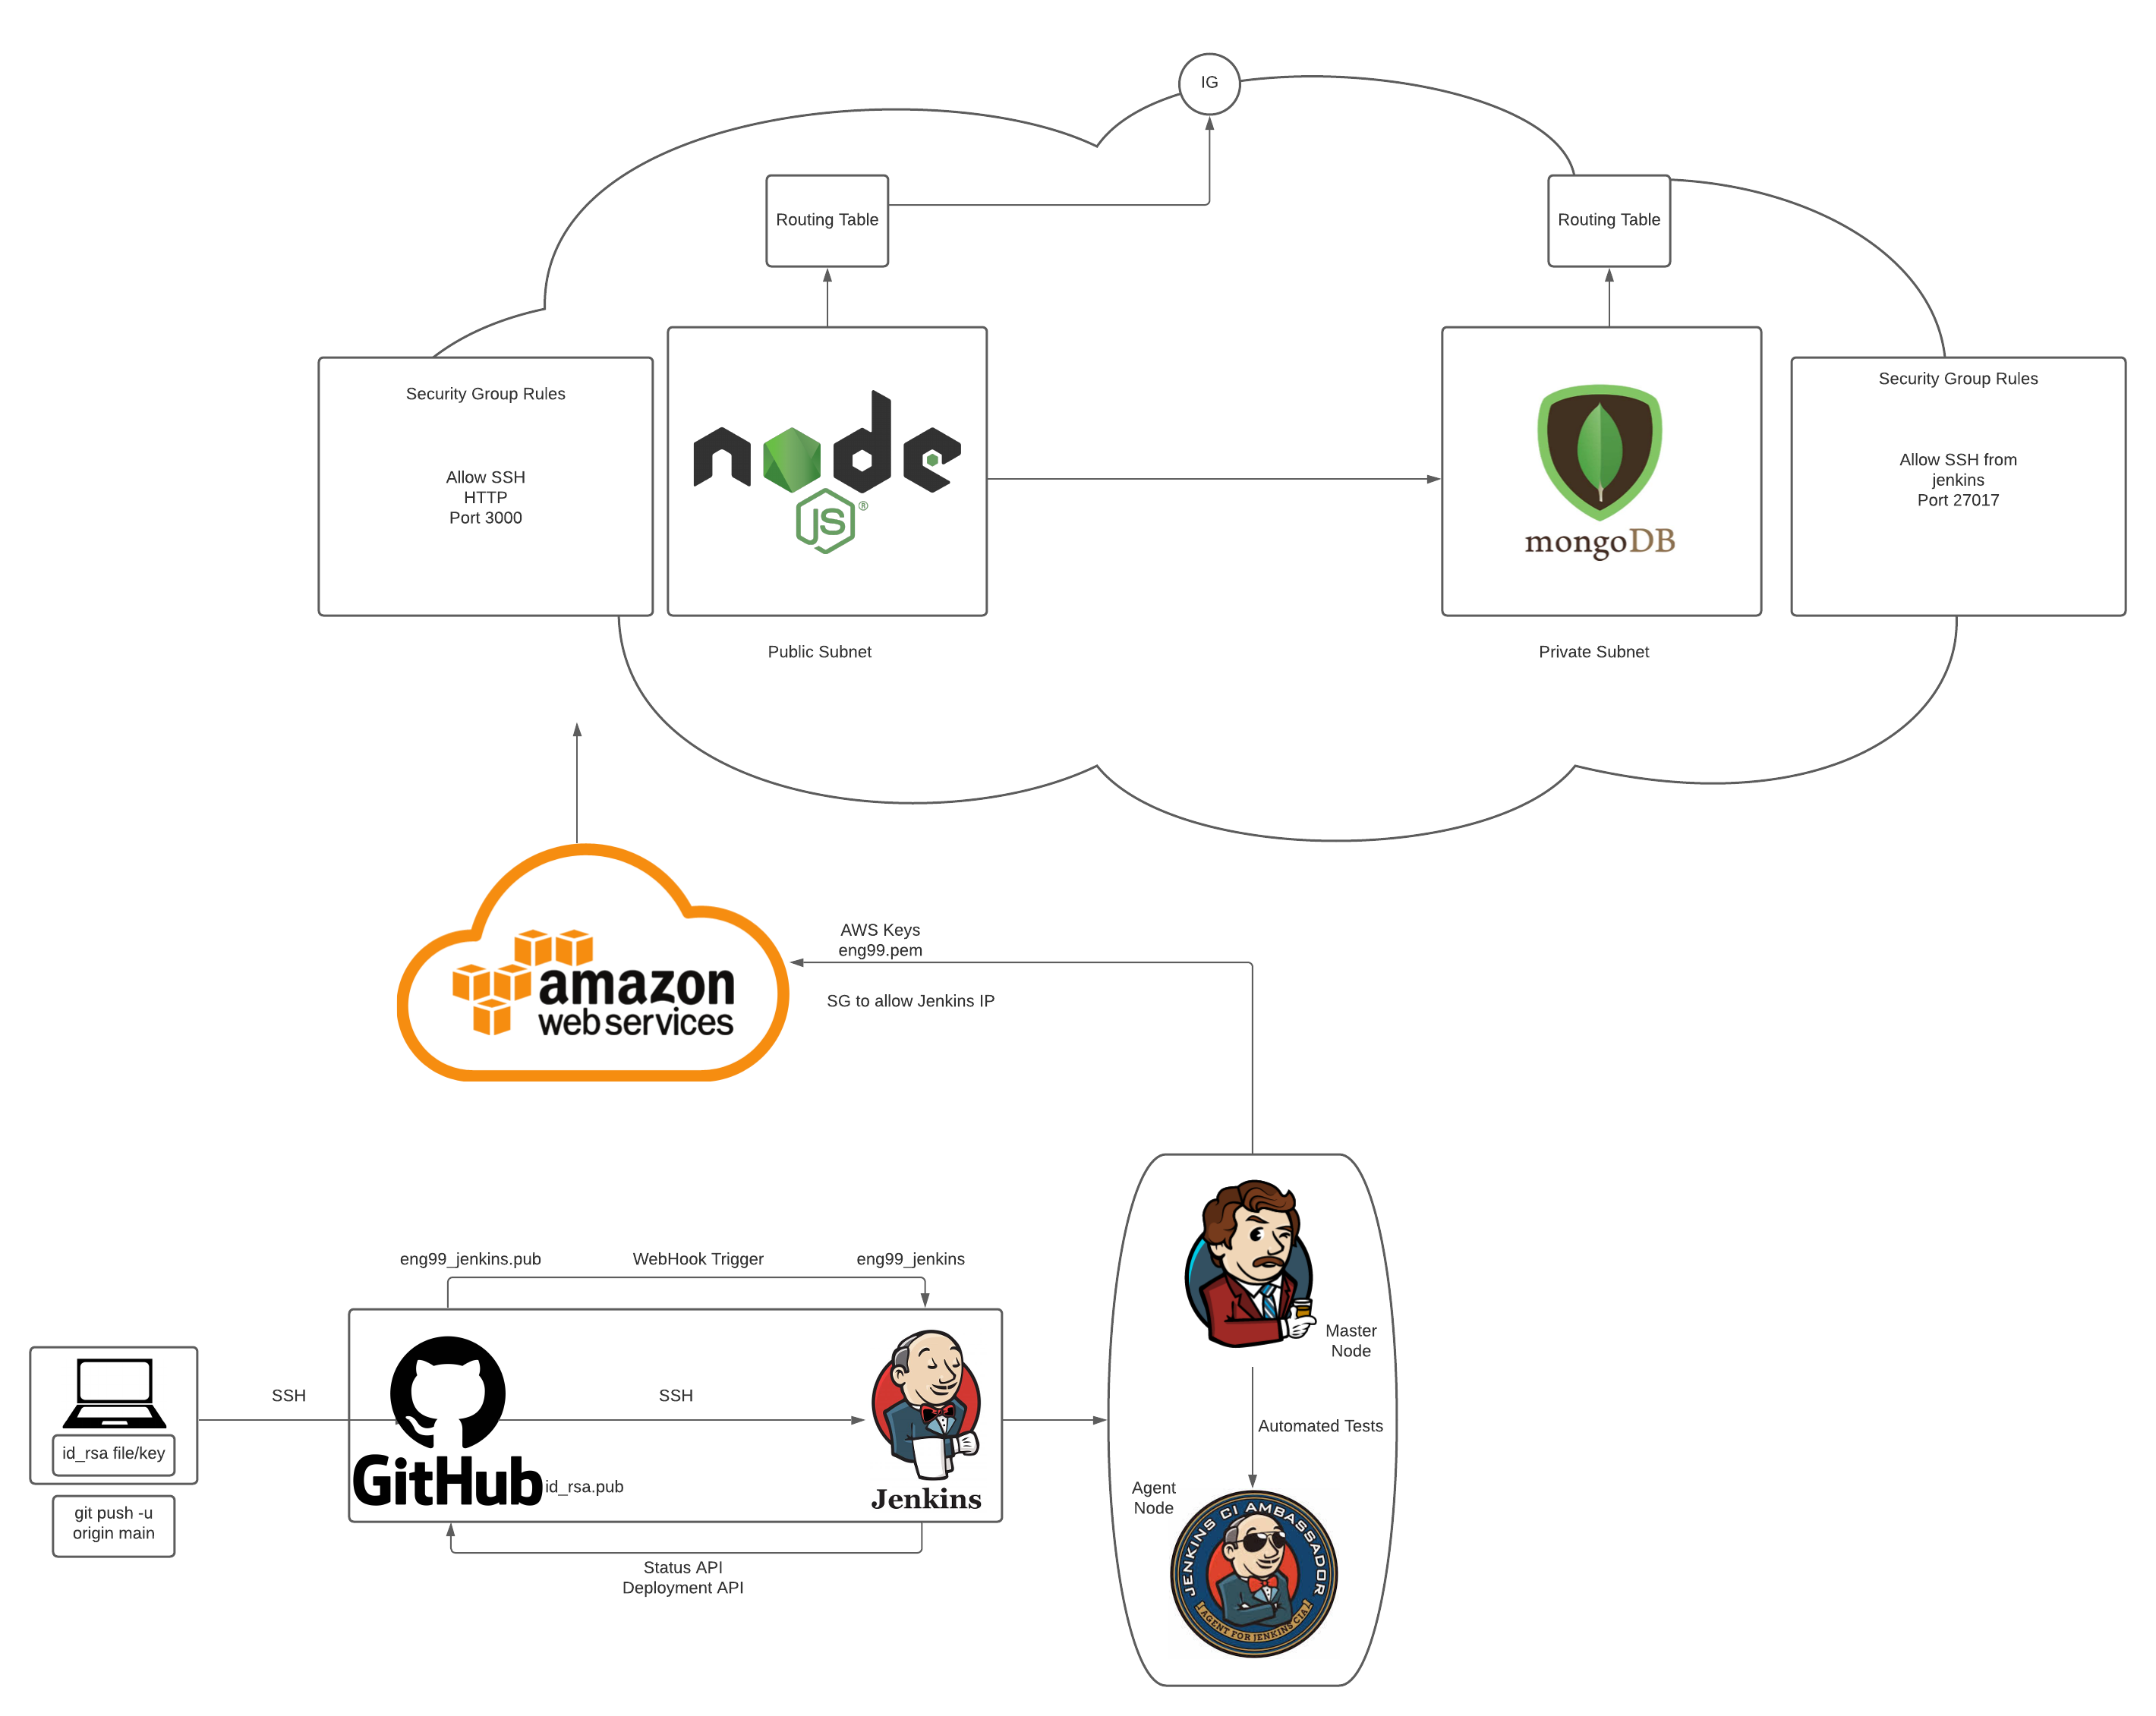 IG
Routing Table
Routing Table
Security Group Rules
Allow SSH
HTTP
Port 3000
node
JS ®
mongoDB
Security Group Rules
Allow SSH from
jenkins
Port 27017
Public Subnet
Private Subnet
amazon
web services
AWS Keys
eng99.pem
SG to allow Jenkins IP
eng99_jenkins.pub
WebHook Trigger
eng99_jenkins
id_rsa file/key
git push -u
origin main
SSH
GitHub
id_rsa.pub
SSH
Jenkins
Status API
Deployment API
Master
Node
Automated Tests
Agent
Node
JENKINS CI AMBASSADOR
AGENT FOR JENKINS CIA